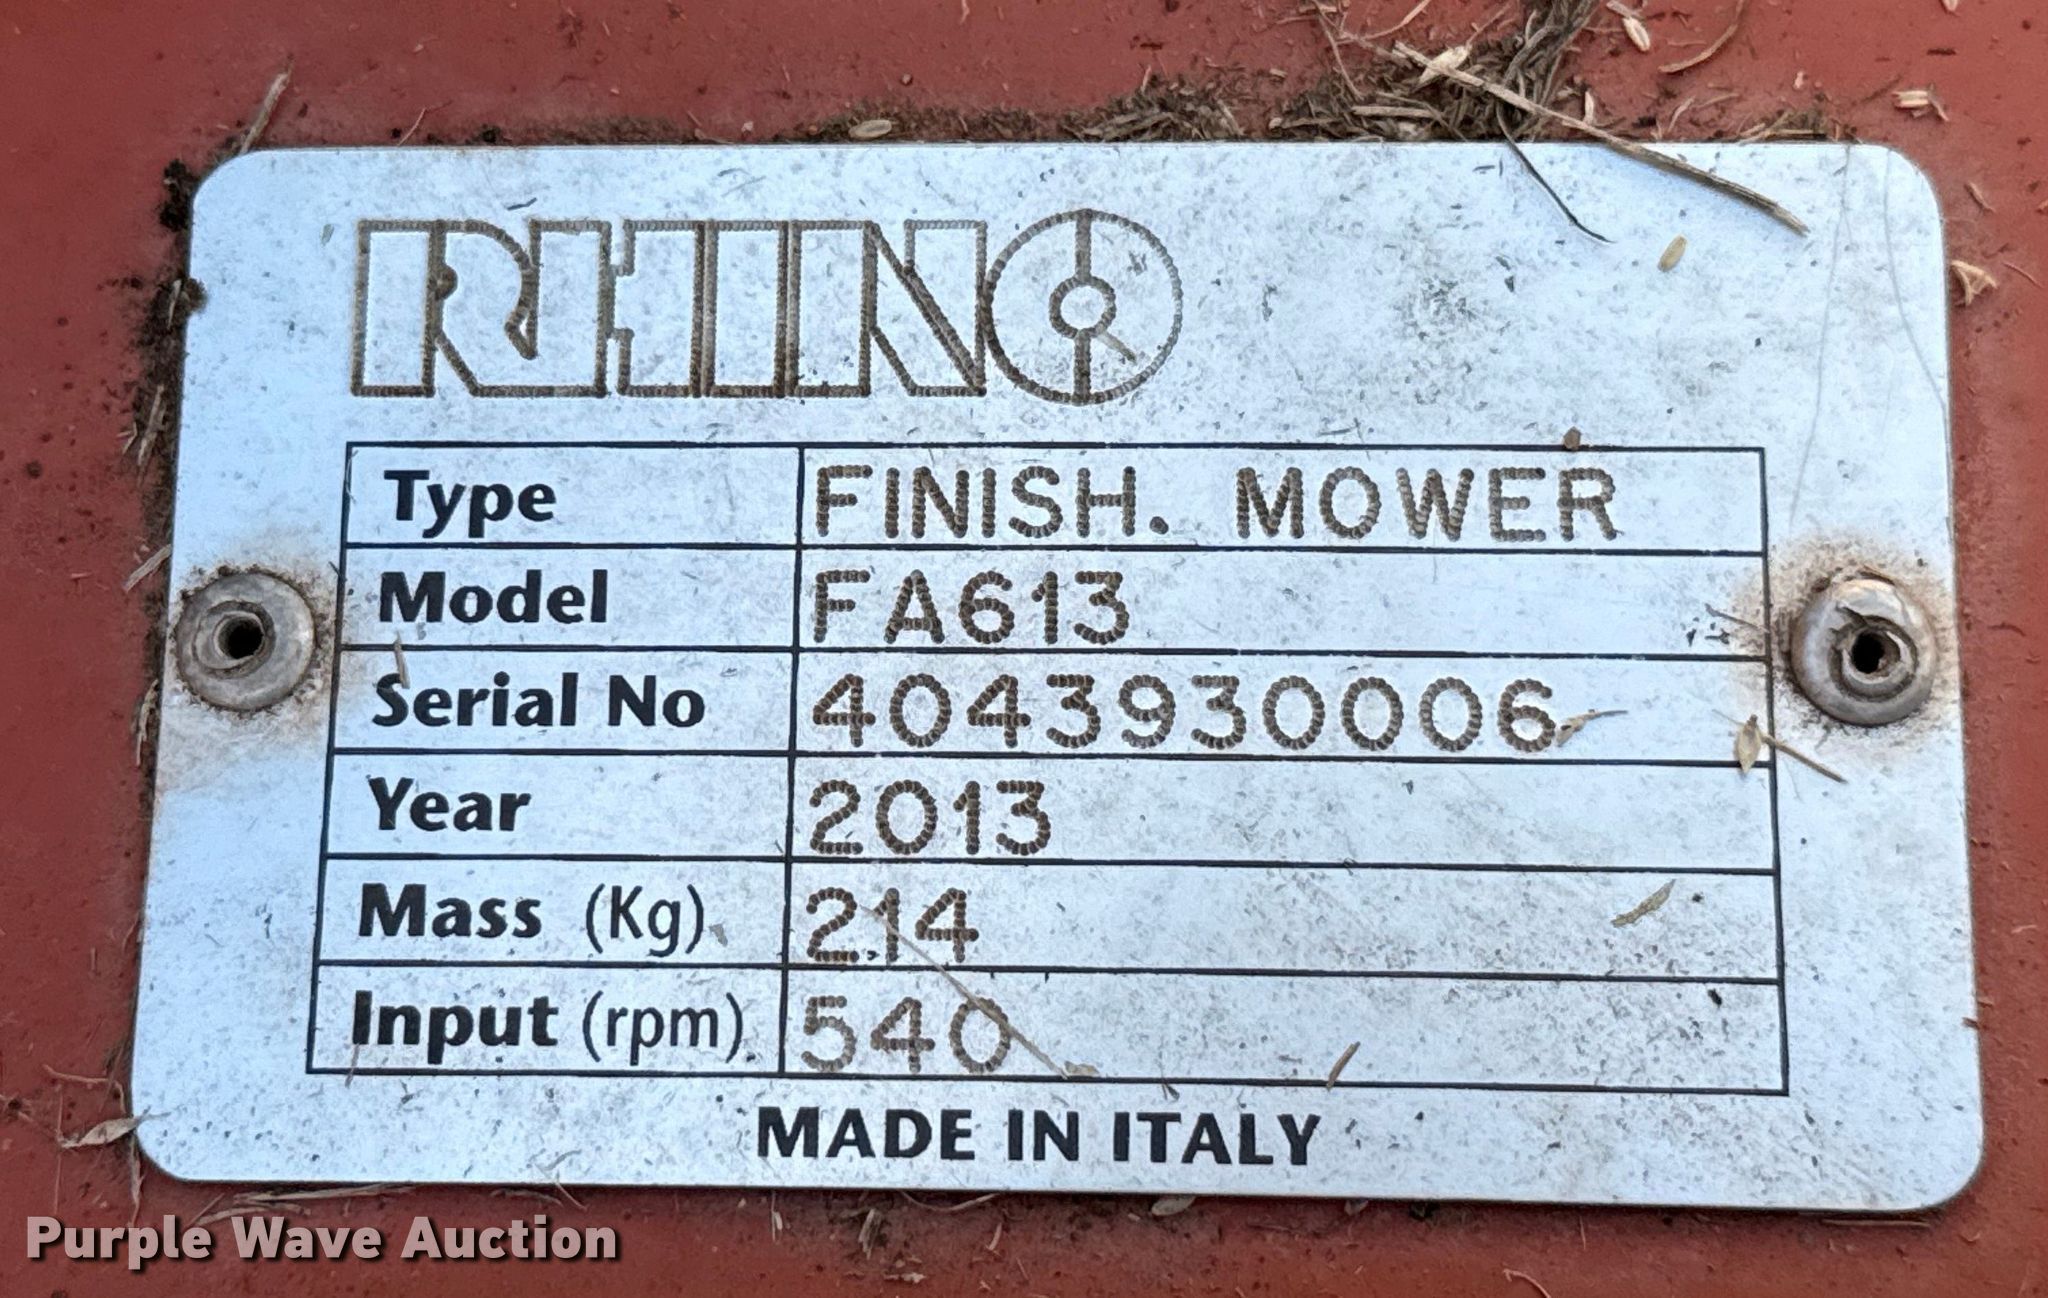 RHINO
Type FINISH. MOWER
Model FA613
Serial No 4043930006
Year 2013
Mass (Kg) 214
Input (rpm) 540
MADE IN ITALY
Purple Wave Auction